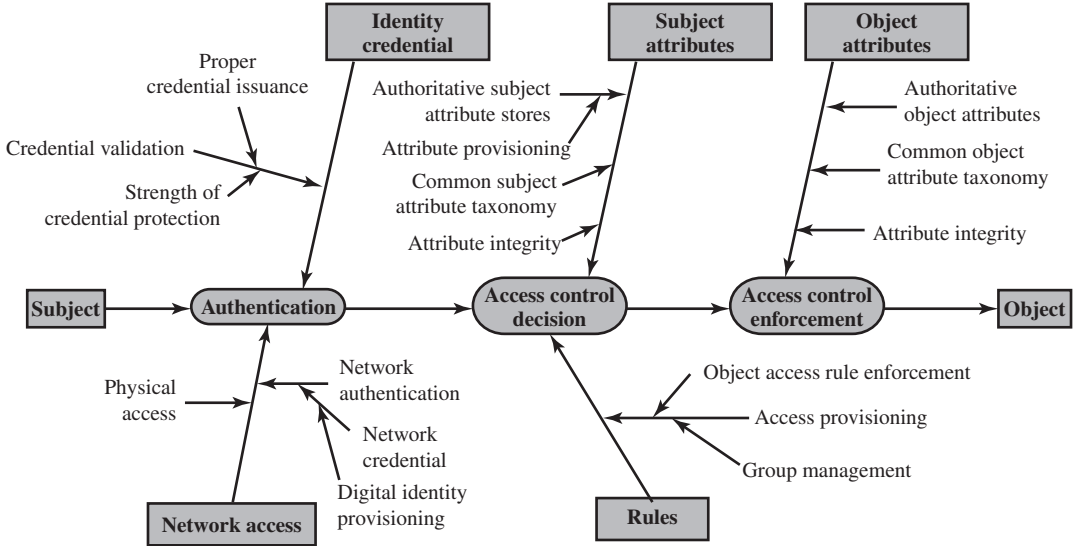 Identity
credential
Subject
attributes
Object
attributes
Proper
credential issuance
Credential validation
Strength of
credential protection
Authoritative subject
attribute stores
Attribute provisioning
Common subject
attribute taxonomy
Attribute integrity
Authoritative
object attributes
Common object
attribute taxonomy
Attribute integrity
Subject
Authentication
Access control
decision
Access control
enforcement
Object
Physical
access
Network
authentication
Network
credential
Digital identity
provisioning
Object access rule enforcement
Access provisioning
Group management
Network access
Rules